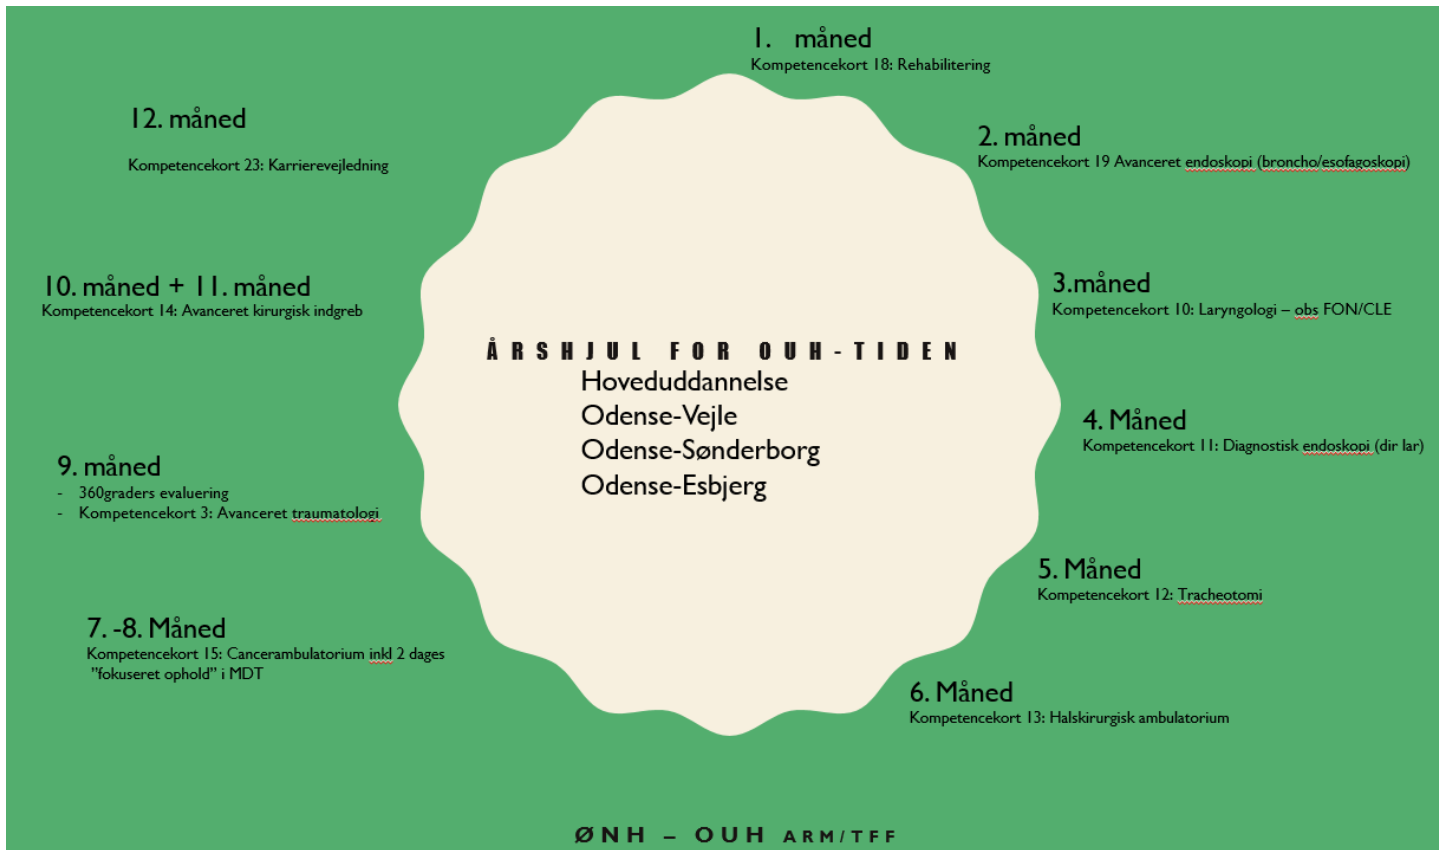 1. måned
Kompetencekort 18: Rehabilitering
2. måned
Kompetencekort 19 Avanceret endoskopi (broncho/esofagoskopi)
3.måned
Kompetencekort 10: Laryngologi – obs FON/CLE
4. Måned
Kompetencekort 11: Diagnostisk endoskopi (dir lar)
5. Måned
Kompetencekort 12: Tracheotomi
6. Måned
Kompetencekort 13: Halskirurgisk ambulatorium
7. -8. Måned
Kompetencekort 15: Cancerambulatorium inkl 2 dages
”fokuseret ophold” i MDT
9. måned
- 360graders evaluering
- Kompetencekort 3: Avanceret traumatologi
10. måned + 11. måned
Kompetencekort 14: Avanceret kirurgisk indgreb
12. måned
Kompetencekort 23: Karrierevejledning
ÅRSHJUL FOR OUH-TIDEN
Hoveduddannelse
Odense-Vejle
Odense-Sønderborg
Odense-Esbjerg
ØNH – OUH ARM/TFF